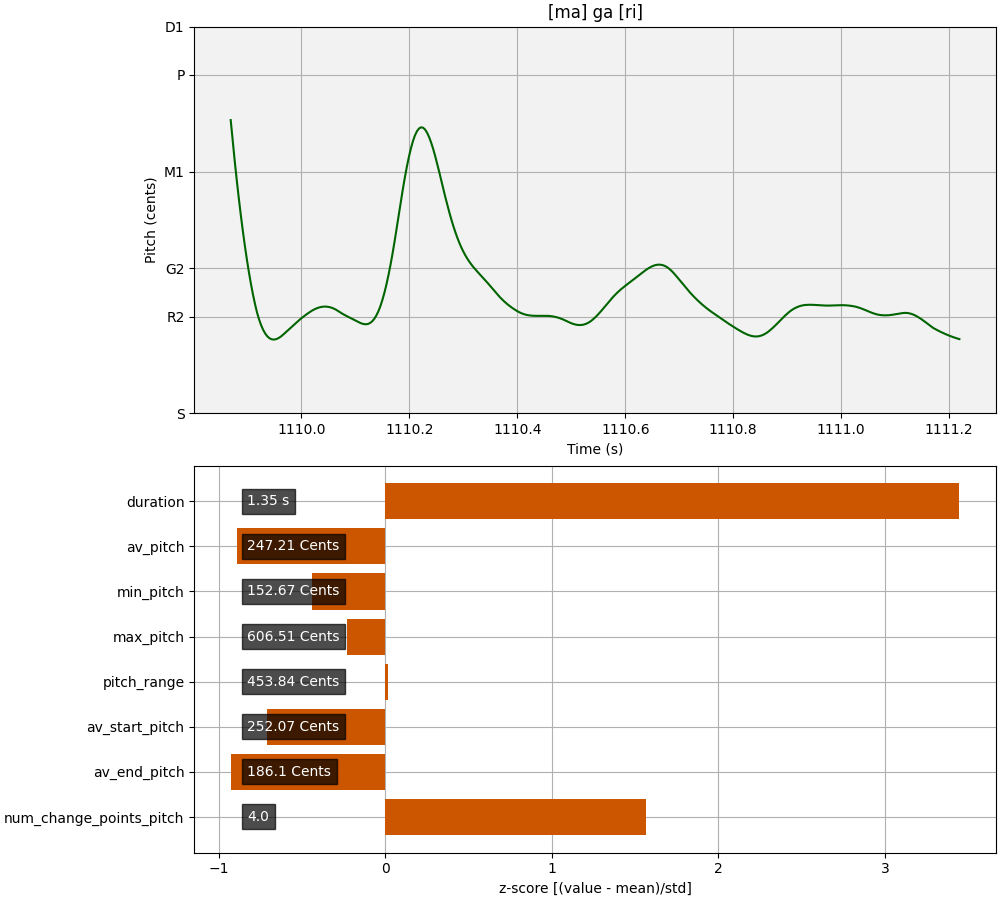 [ma] ga [ri]
D1
P
M1
G2
R2
S
Pitch (cents)
1110.0 1110.2 1110.4 1110.6 1110.8 1111.0 1111.2
Time (s)
duration 1.35 s
av_pitch 247.21 Cents
min_pitch 152.67 Cents
max_pitch 606.51 Cents
pitch_range 453.84 Cents
av_start_pitch 252.07 Cents
av_end_pitch 186.1 Cents
num_change_points_pitch 4.0
−1 0 1 2 3
z-score [(value - mean)/std]